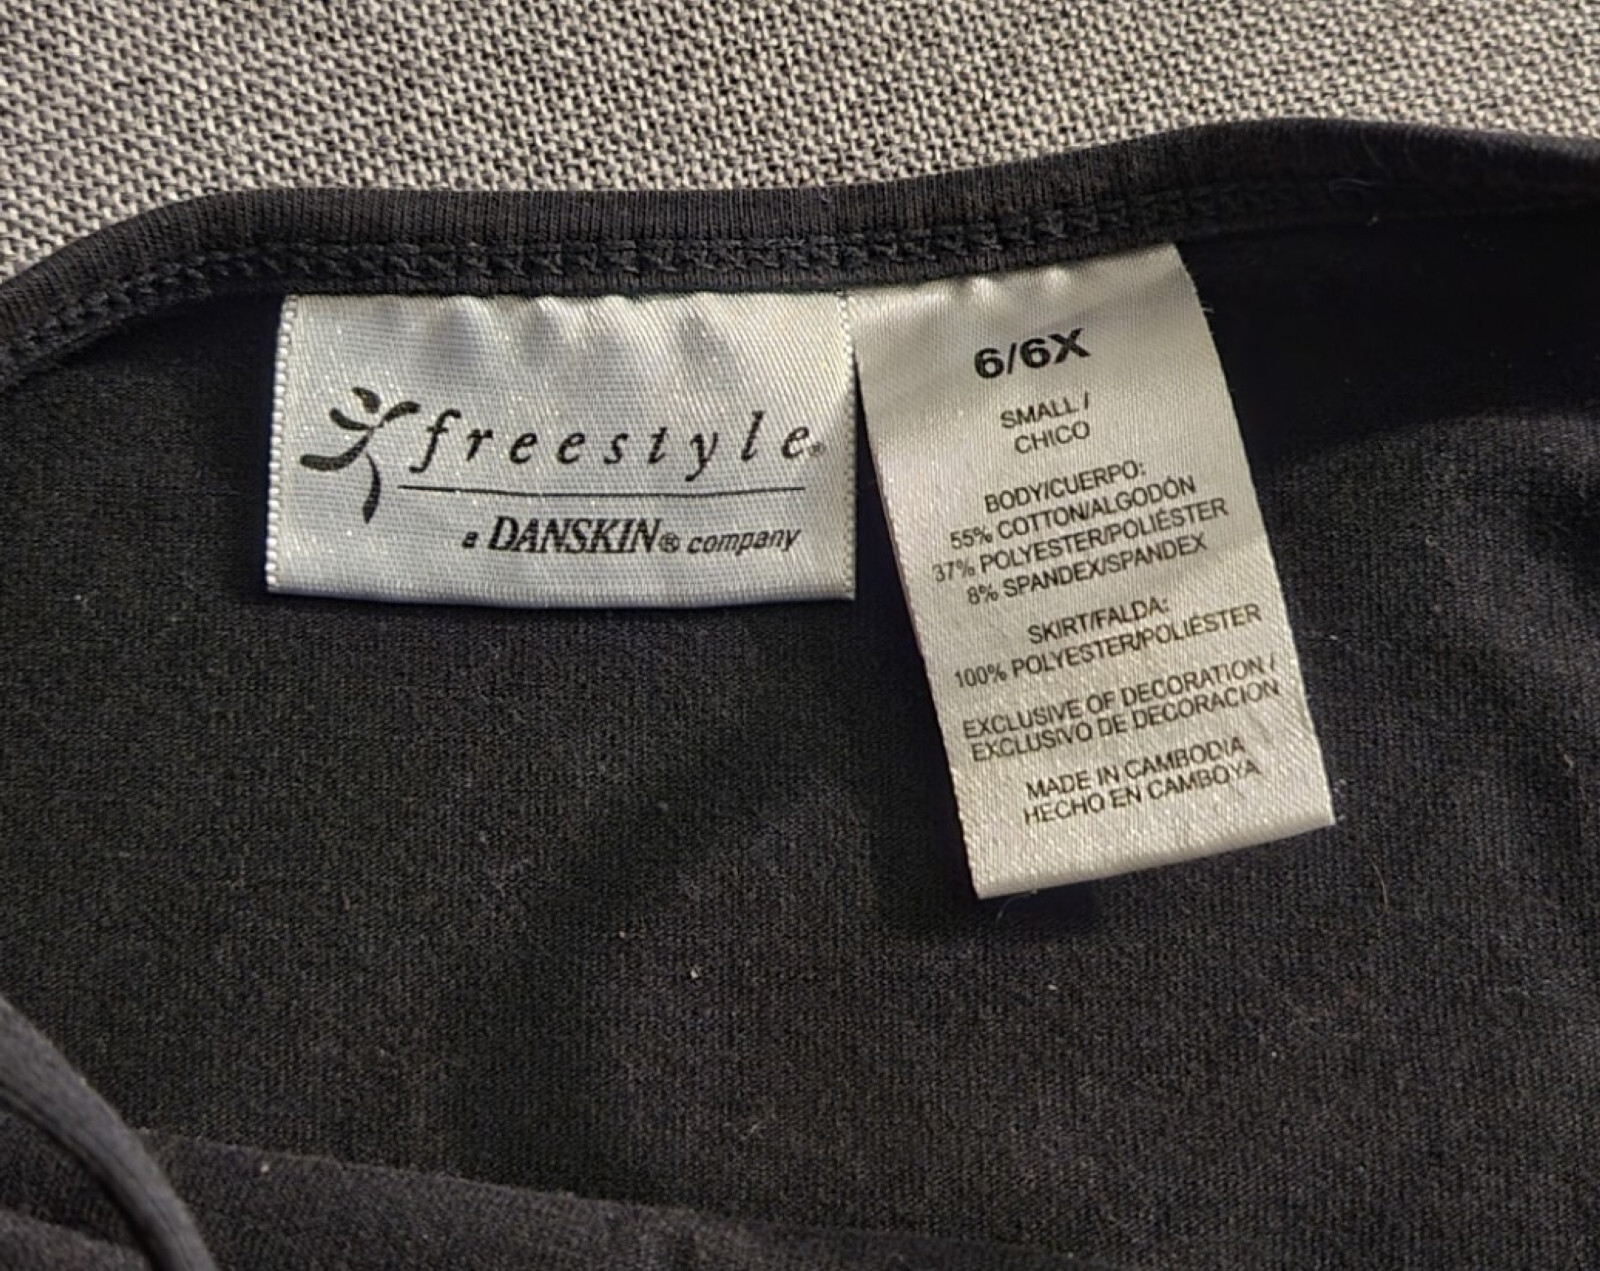 freestyle®
a DANSKIN® company
6/6X
SMALL /
CHICO
BODY/CUERPO:
55% COTTON/ALGODÓN
37% POLYESTER/POLIÉSTER
8% SPANDEX/SPANDEX
SKIRT/FALDA:
100% POLYESTER/POLIÉSTER
EXCLUSIVE OF DECORATION /
EXCLUSIVO DE DECORACION
MADE IN CAMBODIA
HECHO EN CAMBOYA